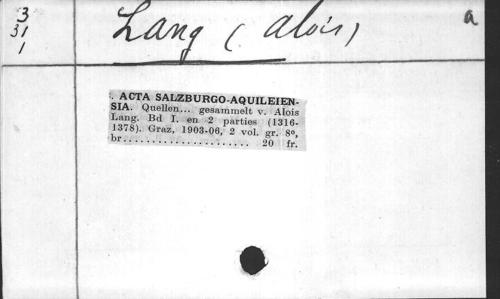 3
31
1
Lang (Alois)
a
. ACTA SALZBURGO-AQUILEIEN-
SIA. Quellen... gesammelt v. Alois
Lang. Bd I. en 2 parties (1316-
1378). Graz, 1903-06, 2 vol. gr. 8º,
br...................... 20 fr.